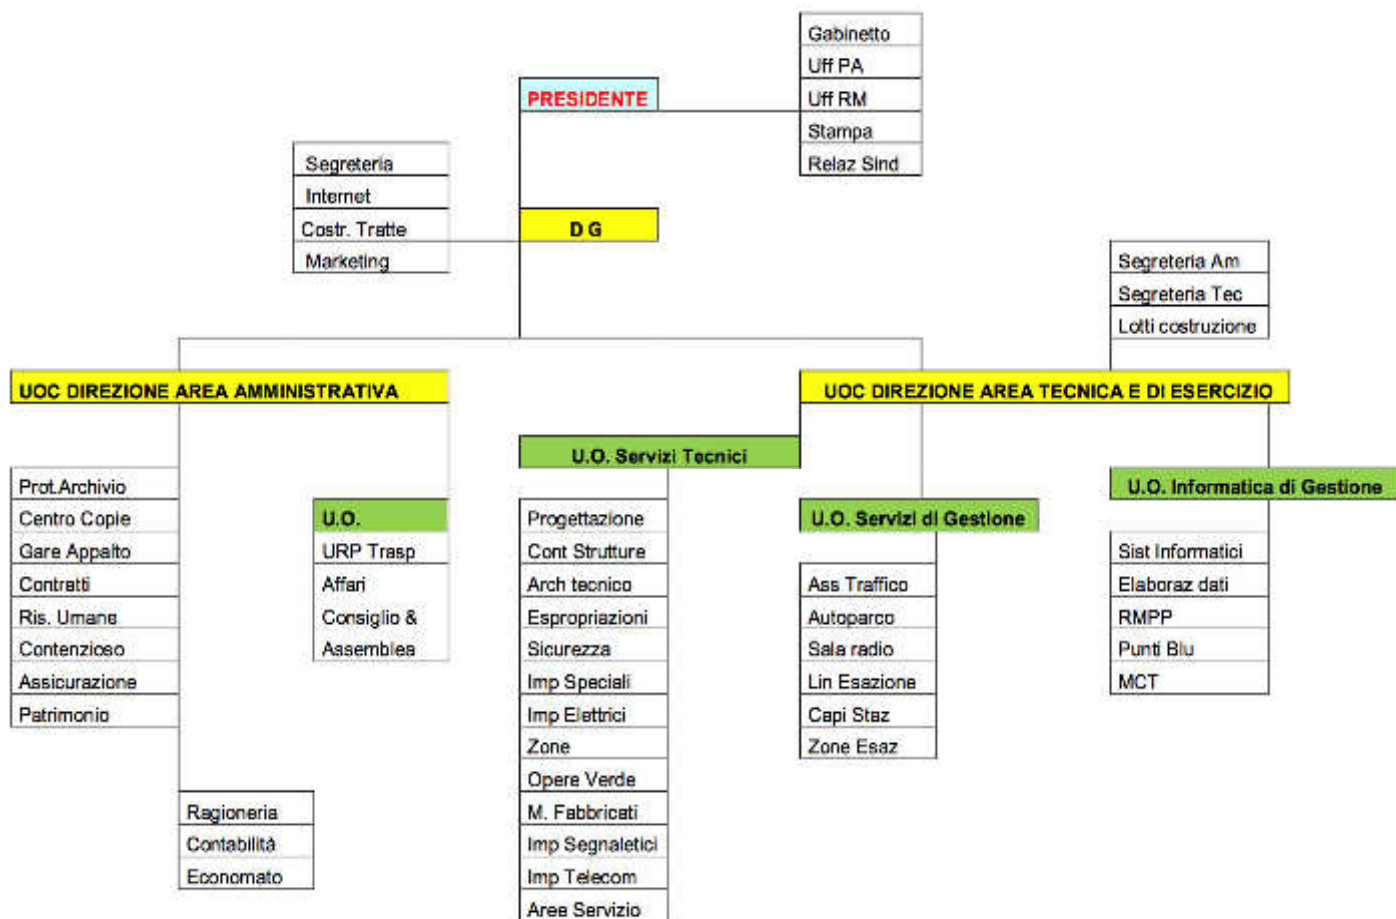 Gabinetto
Uff PA
Uff RM
Stampa
Relaz Sind
PRESIDENTE
Segreteria
Internet
Costr. Tratte
Marketing
D G
Segreteria Am
Segreteria Tec
Lotti costruzione
UOC DIREZIONE AREA AMMINISTRATIVA
UOC DIREZIONE AREA TECNICA E DI ESERCIZIO
Prot.Archivio
Centro Copie
Gare Appalto
Contratti
Ris. Umane
Contenzioso
Assicurazione
Patrimonio
Ragioneria
Contabilità
Economato
U.O.
URP Trasp
Affari
Consiglio &
Assemblea
U.O. Servizi Tecnici
Progettazione
Cont Strutture
Arch tecnico
Espropriazioni
Sicurezza
Imp Speciali
Imp Elettrici
Zone
Opere Verde
M. Fabbricati
Imp Segnaletici
Imp Telecom
Aree Servizio
U.O. Servizi di Gestione
Ass Traffico
Autoparco
Sala radio
Lin Esazione
Capi Staz
Zone Esaz
U.O. Informatica di Gestione
Sist Informatici
Elaboraz dati
RMPP
Punti Blu
MCT